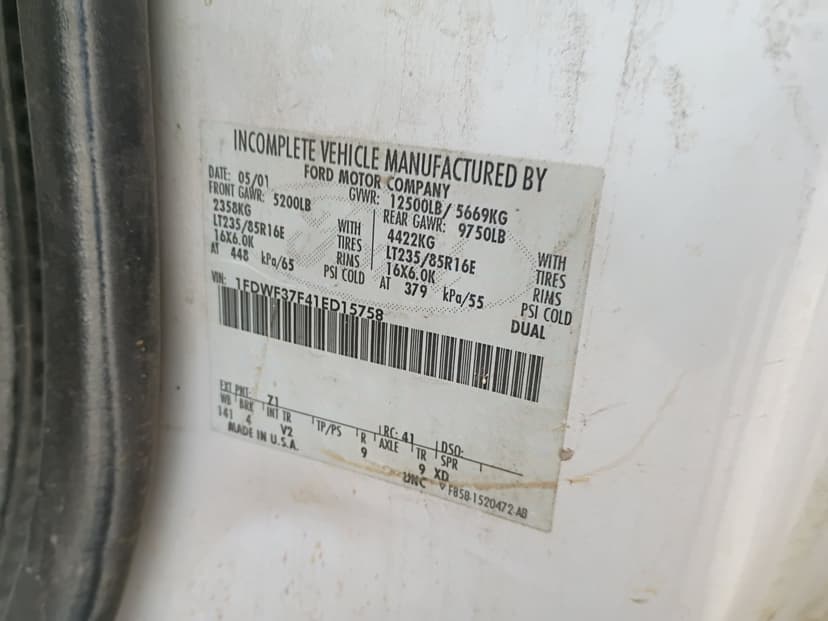 INCOMPLETE VEHICLE MANUFACTURED BY
FORD MOTOR COMPANY
DATE: 05/01 GVWR: 12500LB/ 5669KG
FRONT GAWR: 5200LB REAR GAWR: 9750LB
2358KG WITH 4422KG WITH
LT235/85R16E TIRES LT235/85R16E TIRES
16X6.0K RIMS 16X6.0K RIMS
AT 448 kPa/65 PSI COLD AT 379 kPa/55 PSI COLD
DUAL
VIN: 1FDWF37F41ED15758
EXT PNT: Z1 RC: 41 DSO:
WB BRK INT TR TP/PS R AXLE TR SPR
141 4 V2 9 9 XD
MADE IN U.S.A. UNC F85B-1520472-AB